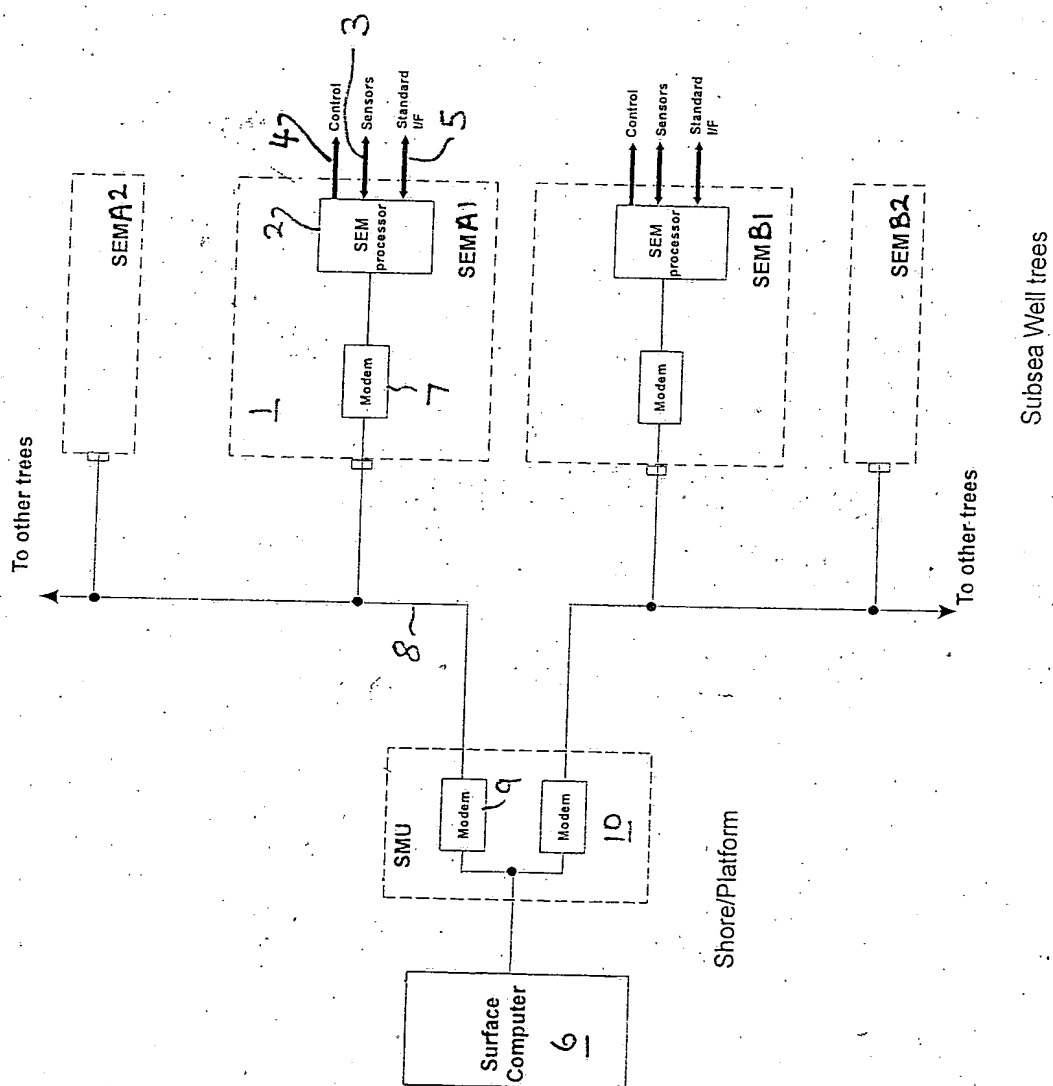 To other trees
SEMA2
4
Control
3
Sensors
Standard
I/F
5
2
SEM
processor
SEMA1
1
Modem
7
8
SMU
Modem
9
Modem
10
Surface
Computer
6
Shore/Platform
Control
Sensors
Standard
I/F
SEM
processor
SEMB1
Modem
SEMB2
To other trees
Subsea Well trees